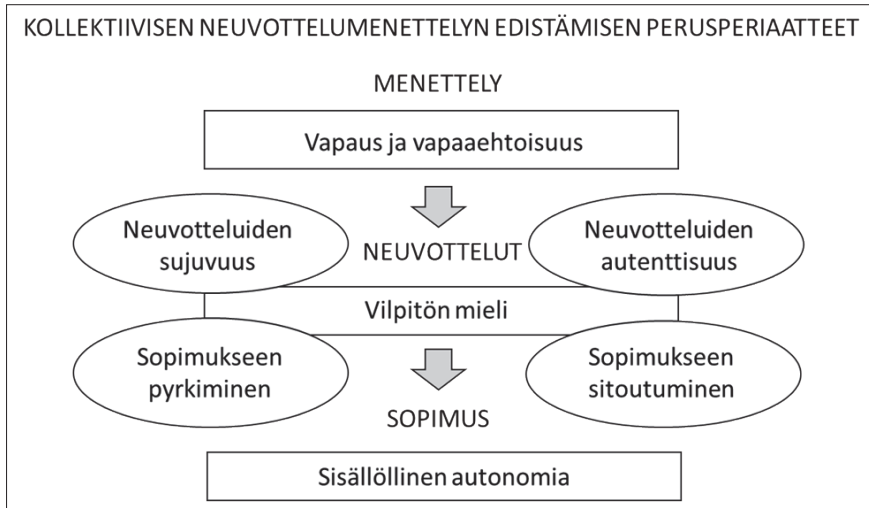 KOLLEKTIIVISEN NEUVOTTELUMENETTELYN EDISTÄMISEN PERUSPERIAATTEET
MENETTELY
Vapaus ja vapaaehtoisuus
Neuvotteluiden
sujuvuus
NEUVOTTELUT
Neuvotteluiden
autenttisuus
Vilpitön mieli
Sopimukseen
pyrkiminen
Sopimukseen
sitoutuminen
SOPIMUS
Sisällöllinen autonomia